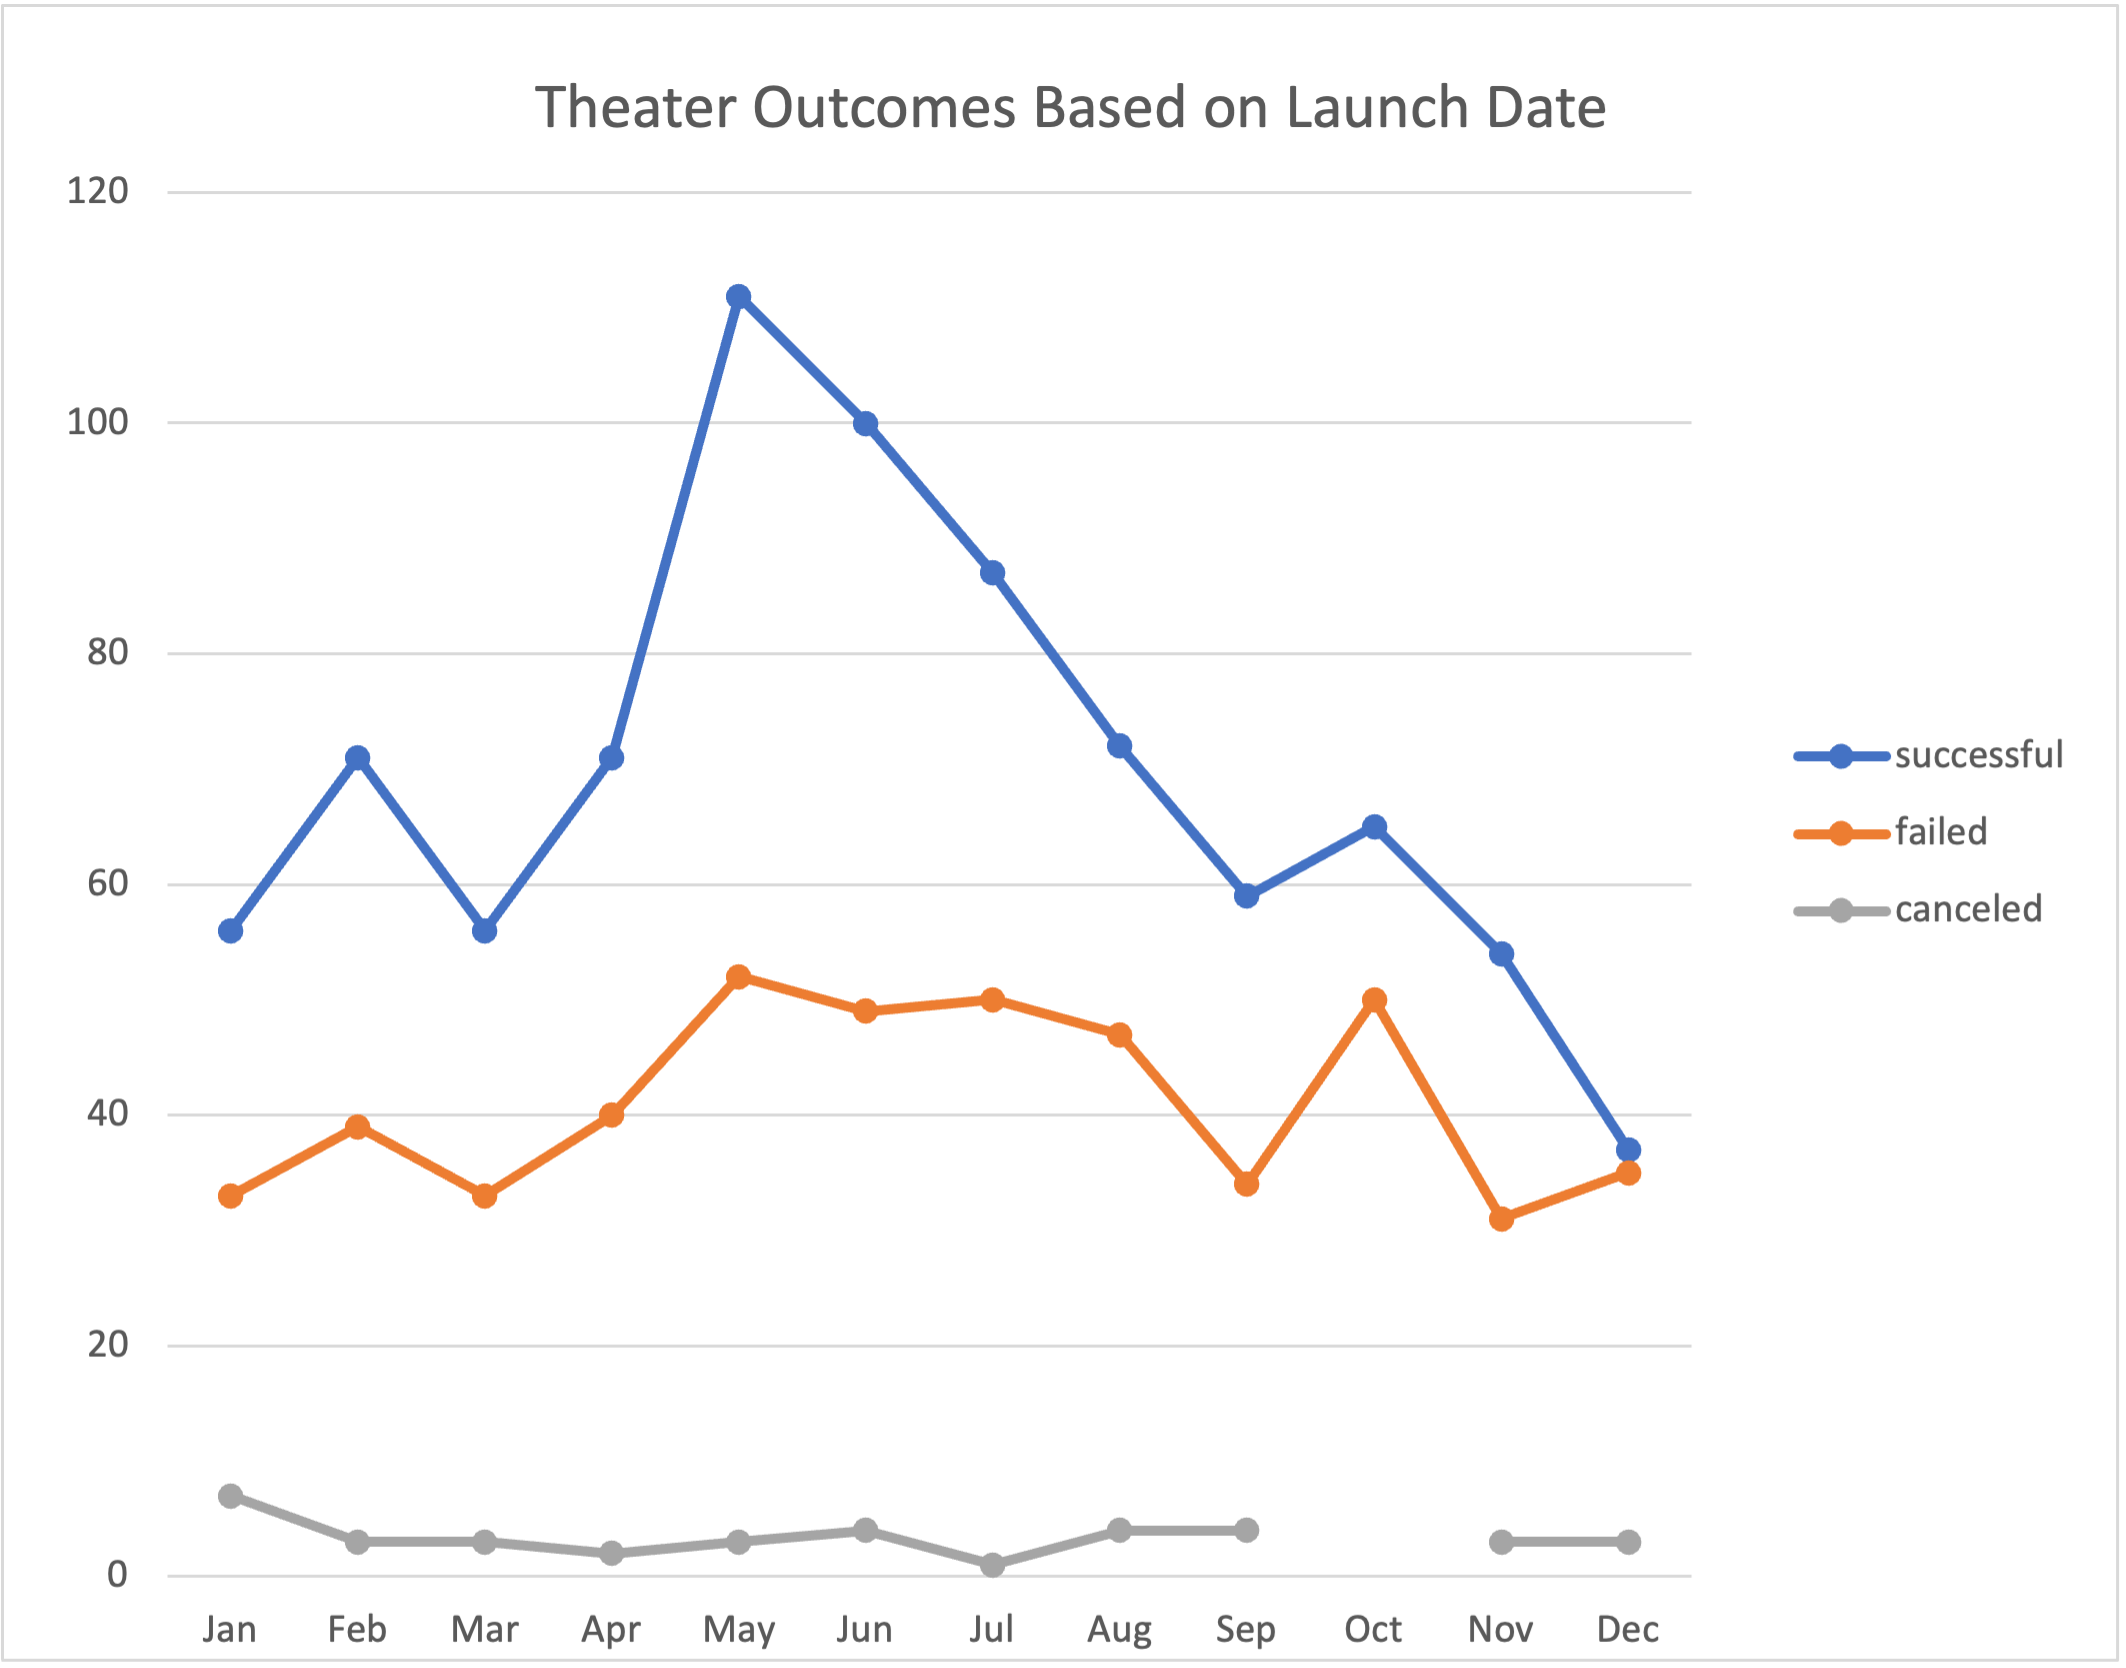 Theater Outcomes Based on Launch Date
120
100
80
60
40
20
0
Jan Feb Mar Apr May Jun Jul Aug Sep Oct Nov Dec
successful
failed
canceled